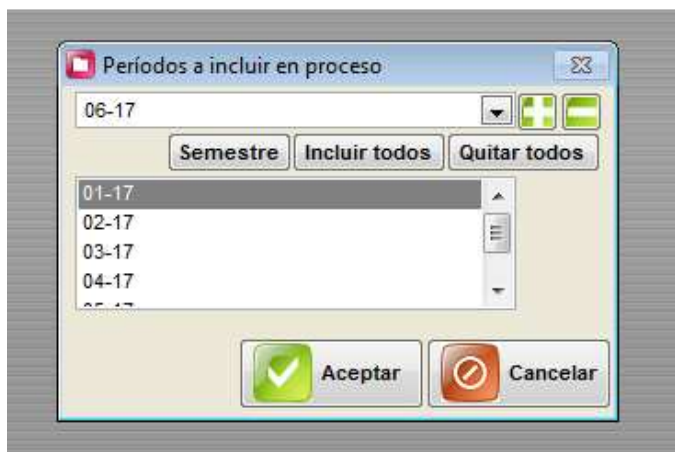 Períodos a incluir en proceso
06-17
Semestre Incluir todos Quitar todos
01-17
02-17
03-17
04-17
Aceptar Cancelar